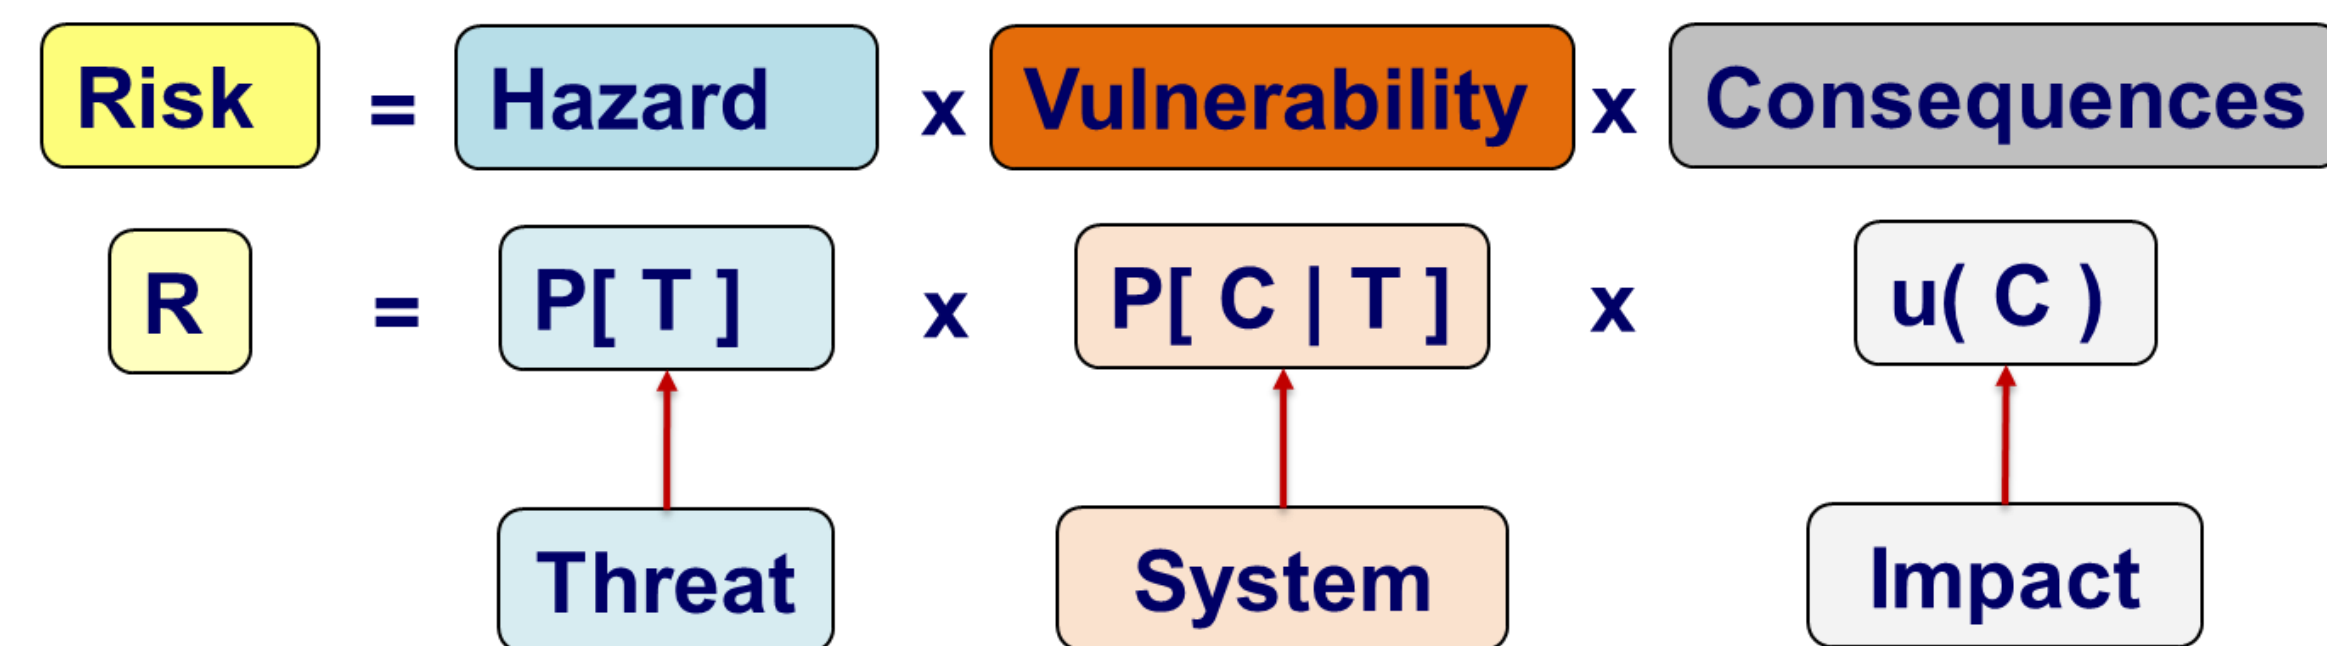 Risk = Hazard x Vulnerability x Consequences
R = P[ T ] x P[ C | T ] x u( C )
Threat System Impact